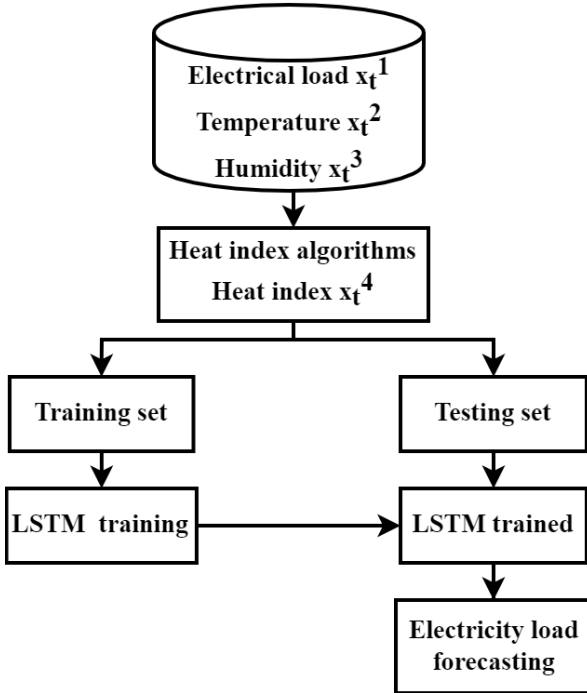 Electrical load xₜ¹
Temperature xₜ²
Humidity xₜ³
Heat index algorithms
Heat index xₜ⁴
Training set
Testing set
LSTM training
LSTM trained
Electricity load
forecasting